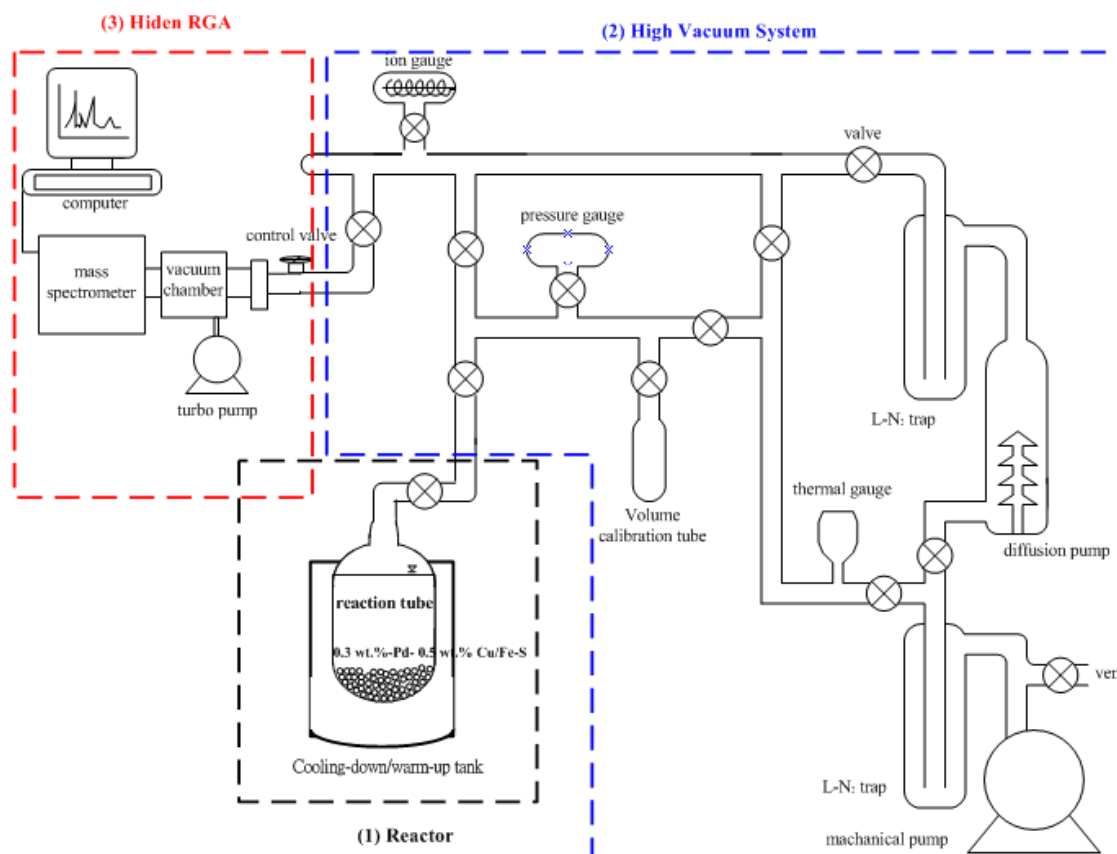 (3) Hiden RGA
(2) High Vacuum System
ion gauge
valve
computer
pressure gauge
control valve
mass
spectrometer
vacuum
chamber
turbo pump
L-N₂ trap
thermal gauge
Volume
calibration tube
diffusion pump
reaction tube
0.3 wt.%-Pd- 0.5 wt.% Cu/Fe-S
ver
Cooling-down/warm-up tank
L-N₂ trap
(1) Reactor
machanical pump